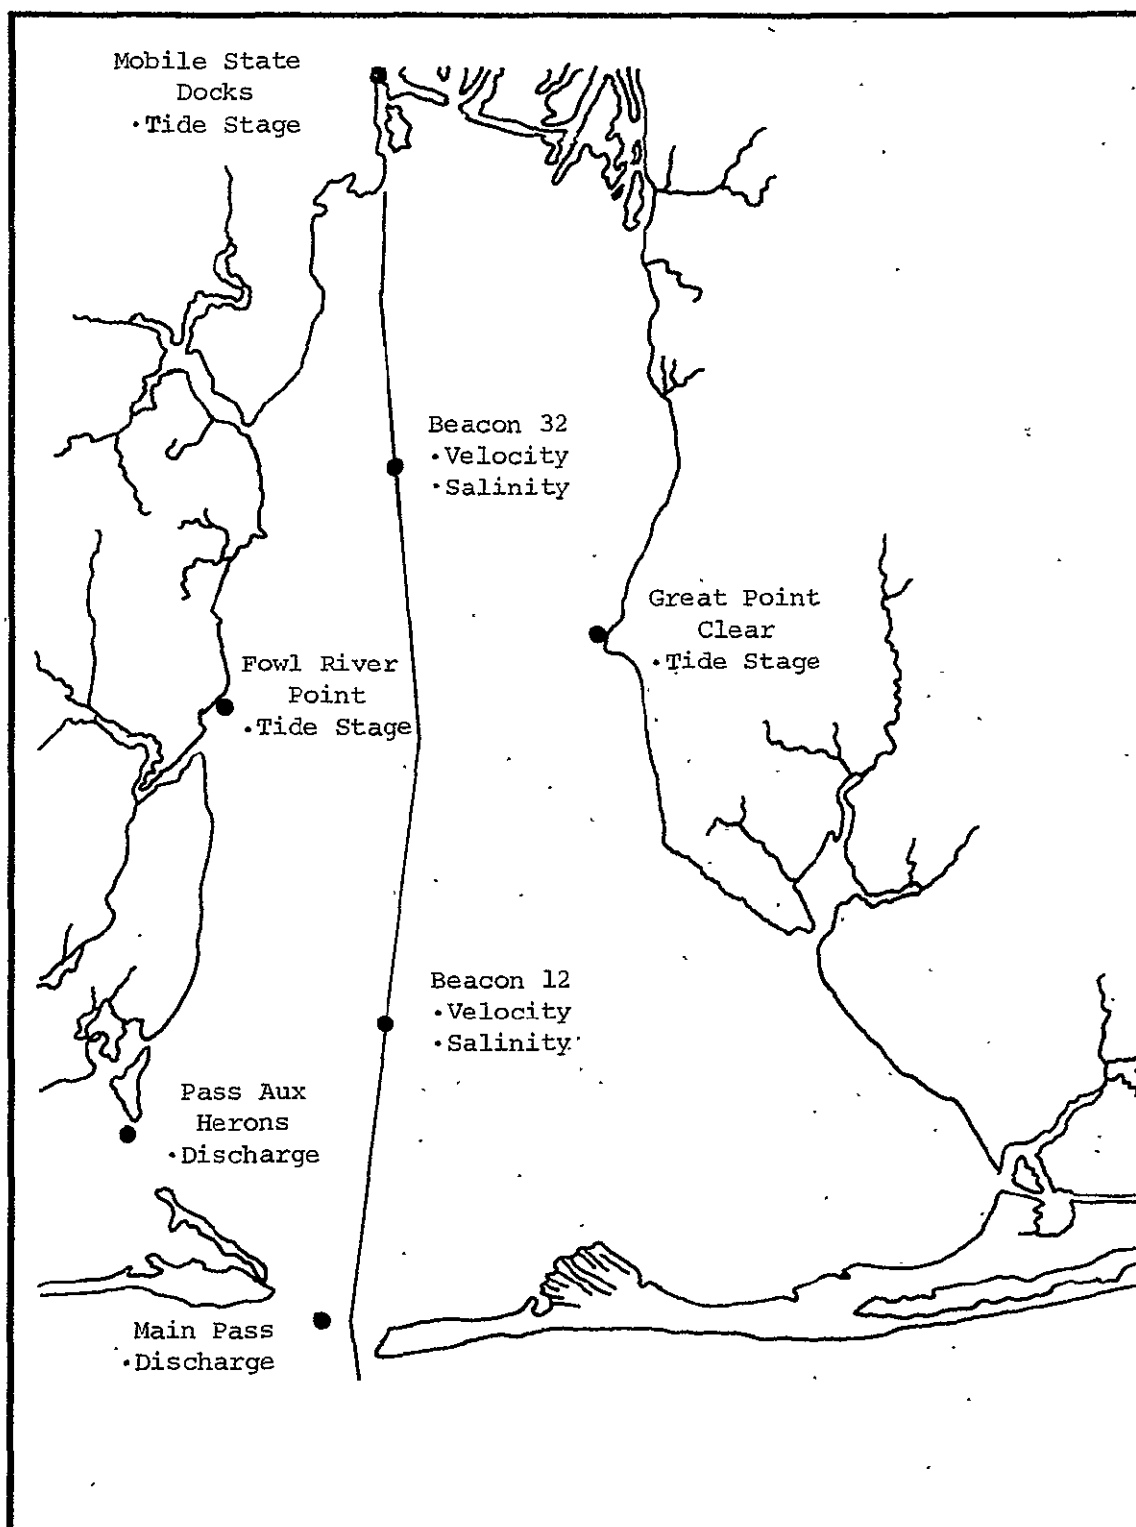 Mobile State
Docks
·Tide Stage
Beacon 32
·Velocity
·Salinity
Great Point
Clear
·Tide Stage
Fowl River
Point
·Tide Stage
Beacon 12
·Velocity
·Salinity
Pass Aux
Herons
·Discharge
Main Pass
·Discharge